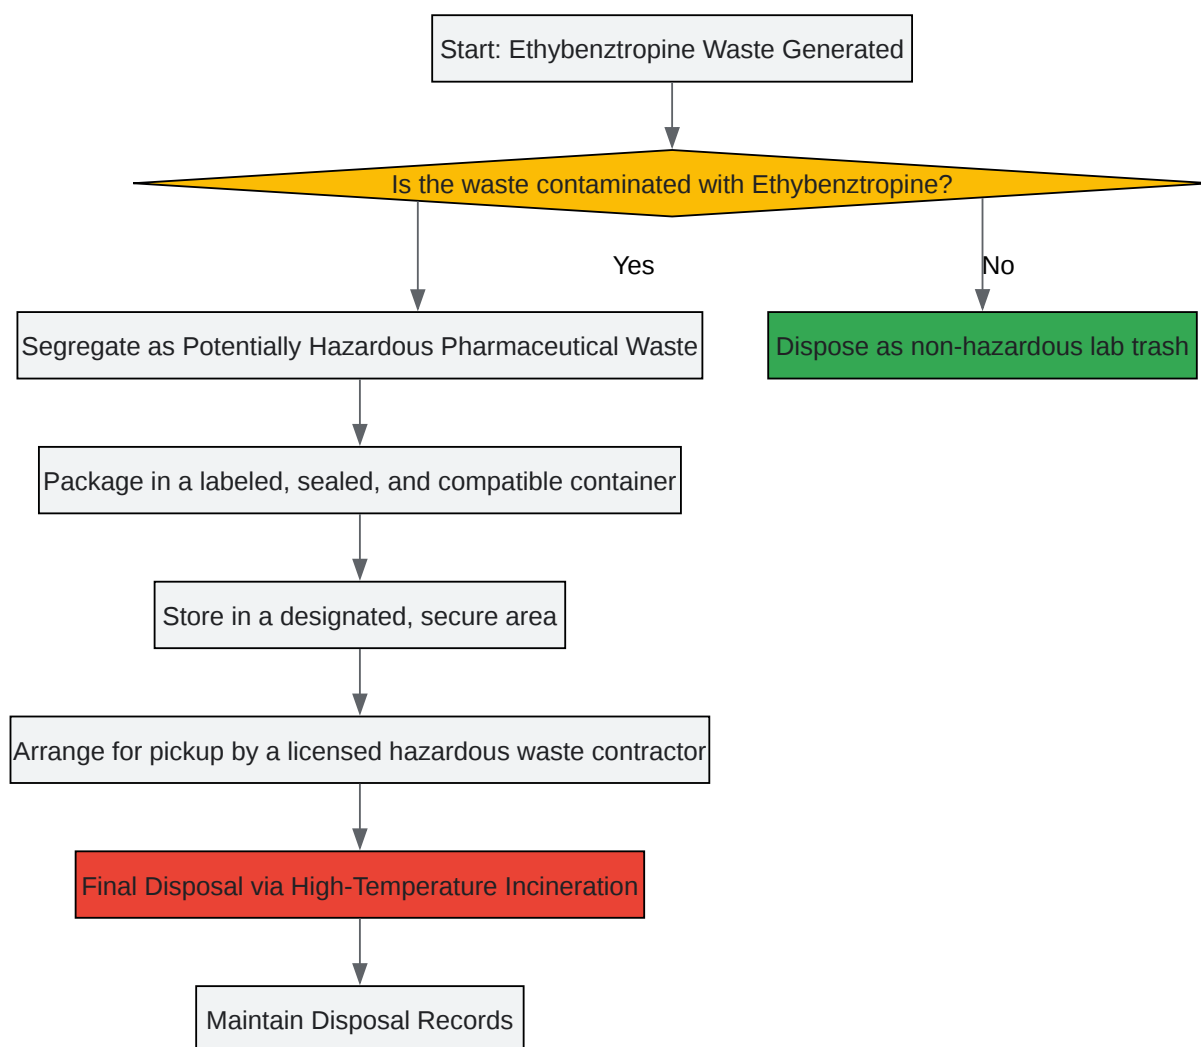 Start: Ethybenztropine Waste Generated
Is the waste contaminated with Ethybenztropine?
Yes
No
Segregate as Potentially Hazardous Pharmaceutical Waste
Dispose as non-hazardous lab trash
Package in a labeled, sealed, and compatible container
Store in a designated, secure area
Arrange for pickup by a licensed hazardous waste contractor
Final Disposal via High-Temperature Incineration
Maintain Disposal Records